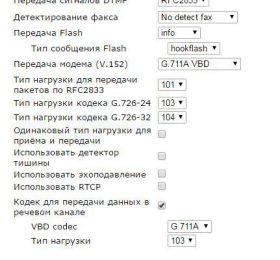 Передача сигналов DTMF RFC2833
Детектирование факса No detect fax
Передача Flash info
Тип сообщения Flash hookflash
Передача модема (V.152) G.711A VBD
Тип нагрузки для передачи
пакетов по RFC2833 101
Тип нагрузки кодека G.726-24 103
Тип нагрузки кодека G.726-32 104
Одинаковый тип нагрузки для
приёма и передачи
Использовать детектор
тишины
Использовать эхоподавление
Использовать RTCP
Кодек для передачи данных в
речевом канале
VBD codec G.711A
Тип нагрузки 103